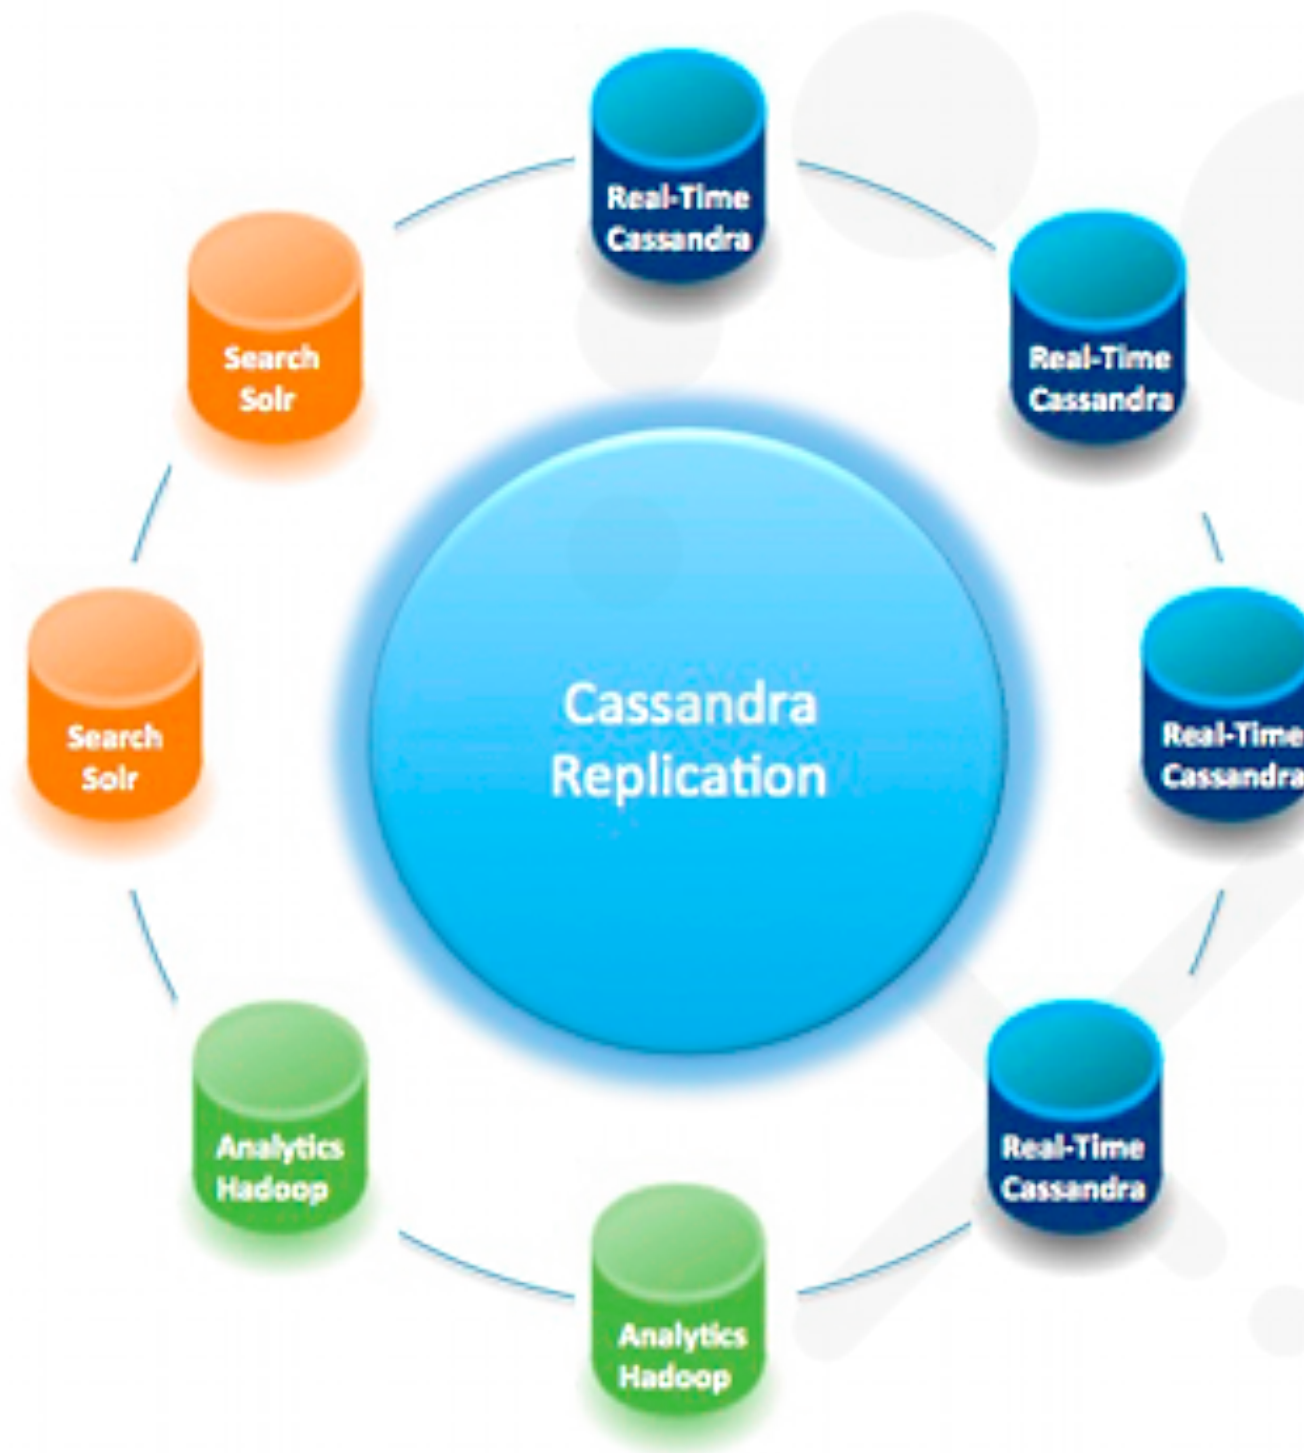 Real-Time
Cassandra
Search
Solr
Real-Time
Cassandra
Cassandra
Replication
Search
Solr
Real-Time
Cassandra
Analytics
Hadoop
Real-Time
Cassandra
Analytics
Hadoop